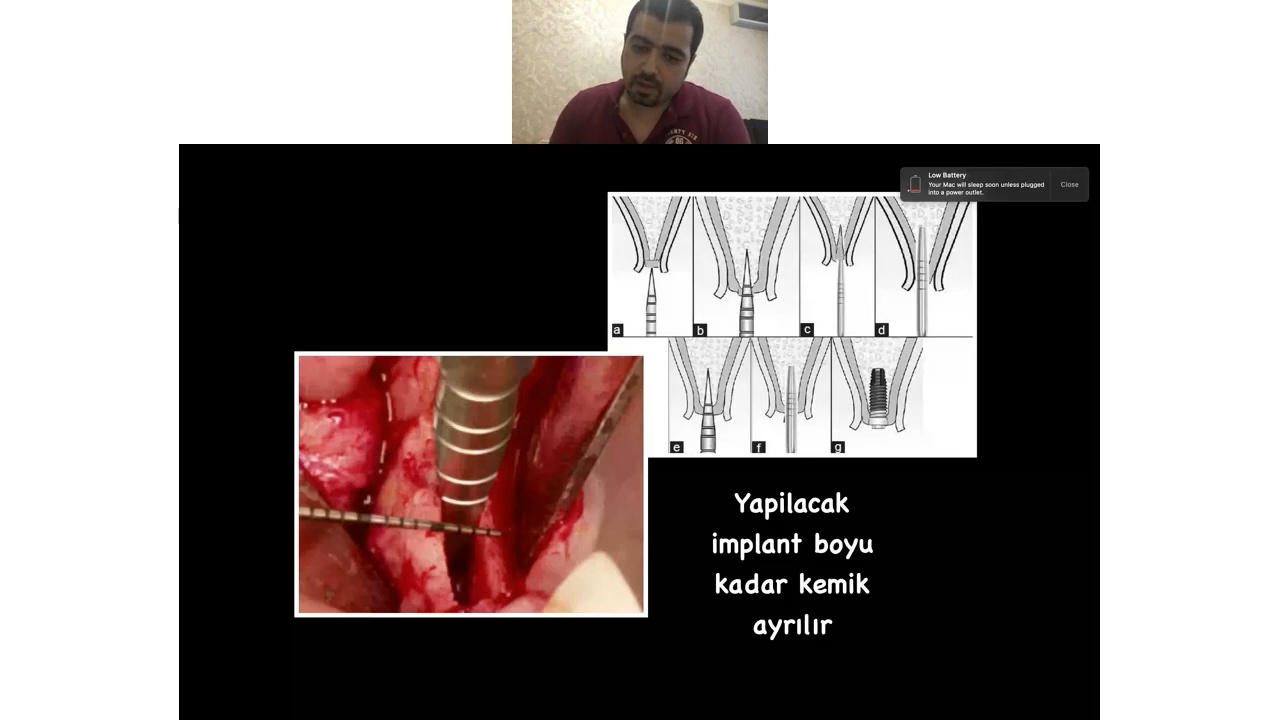 Low Battery
Your Mac will sleep soon unless plugged
into a power outlet.
Close
a
b
c
d
e
f
g
Yapilacak
implant boyu
kadar kemik
ayrılır